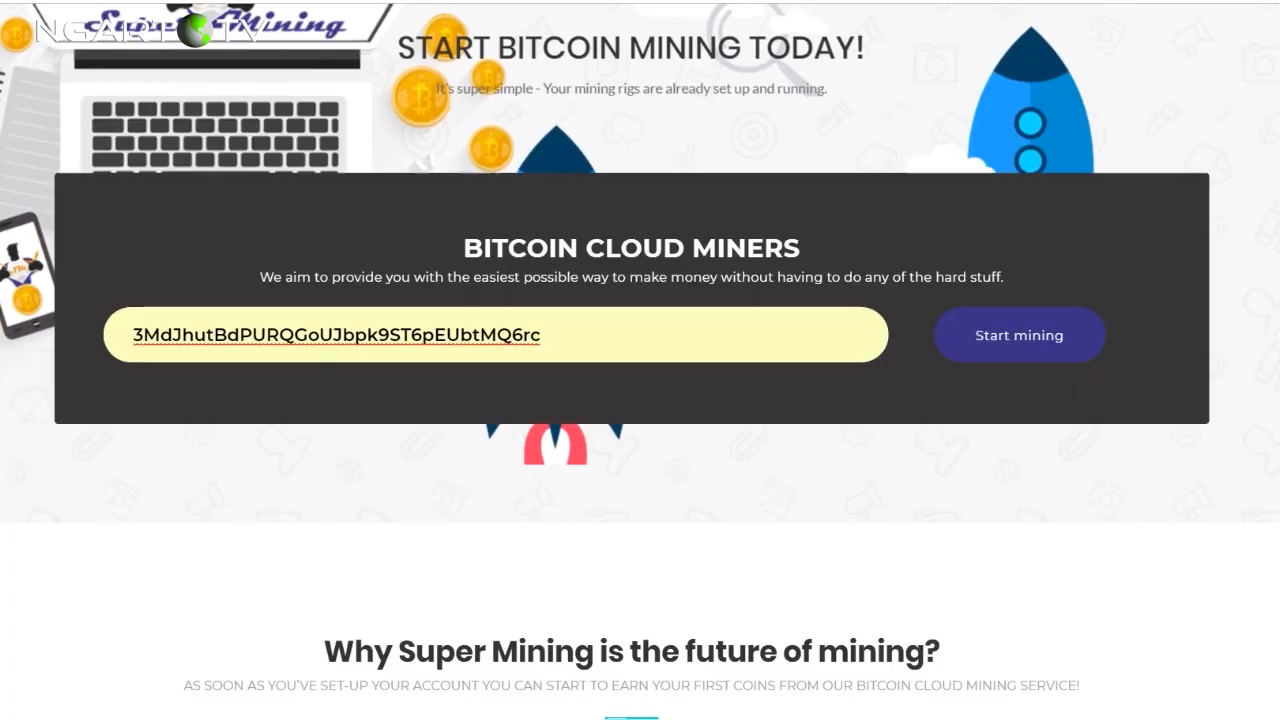 NGART TV
Super Mining
START BITCOIN MINING TODAY!
It's super simple - Your mining rigs are already set up and running.
BITCOIN CLOUD MINERS
We aim to provide you with the easiest possible way to make money without having to do any of the hard stuff.
3MdJhutBdPURQGoUJbpk9ST6pEUbtMQ6rc
Start mining
Why Super Mining is the future of mining?
AS SOON AS YOU'VE SET-UP YOUR ACCOUNT YOU CAN START TO EARN YOUR FIRST COINS FROM OUR BITCOIN CLOUD MINING SERVICE!